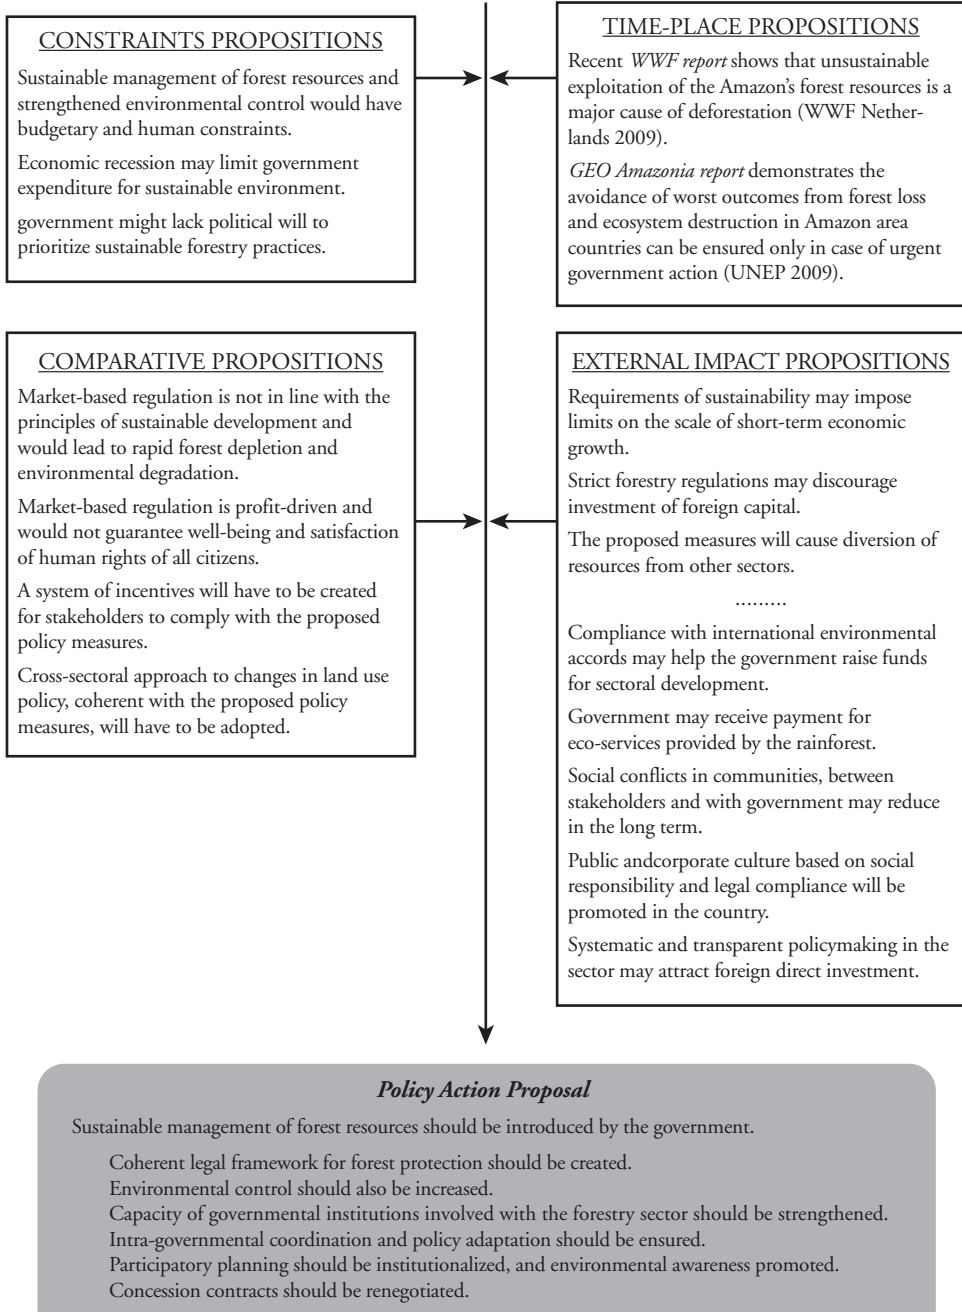 CONSTRAINTS PROPOSITIONS
Sustainable management of forest resources and
strengthened environmental control would have
budgetary and human constraints.
Economic recession may limit government
expenditure for sustainable environment.
government might lack political will to
prioritize sustainable forestry practices.
TIME-PLACE PROPOSITIONS
Recent WWF report shows that unsustainable
exploitation of the Amazon's forest resources is a
major cause of deforestation (WWF Nether-
lands 2009).
GEO Amazonia report demonstrates the
avoidance of worst outcomes from forest loss
and ecosystem destruction in Amazon area
countries can be ensured only in case of urgent
government action (UNEP 2009).
COMPARATIVE PROPOSITIONS
Market-based regulation is not in line with the
principles of sustainable development and
would lead to rapid forest depletion and
environmental degradation.
Market-based regulation is profit-driven and
would not guarantee well-being and satisfaction
of human rights of all citizens.
A system of incentives will have to be created
for stakeholders to comply with the proposed
policy measures.
Cross-sectoral approach to changes in land use
policy, coherent with the proposed policy
measures, will have to be adopted.
EXTERNAL IMPACT PROPOSITIONS
Requirements of sustainability may impose
limits on the scale of short-term economic
growth.
Strict forestry regulations may discourage
investment of foreign capital.
The proposed measures will cause diversion of
resources from other sectors.
.........
Compliance with international environmental
accords may help the government raise funds
for sectoral development.
Government may receive payment for
eco-services provided by the rainforest.
Social conflicts in communities, between
stakeholders and with government may reduce
in the long term.
Public andcorporate culture based on social
responsibility and legal compliance will be
promoted in the country.
Systematic and transparent policymaking in the
sector may attract foreign direct investment.
Policy Action Proposal
Sustainable management of forest resources should be introduced by the government.
Coherent legal framework for forest protection should be created.
Environmental control should also be increased.
Capacity of governmental institutions involved with the forestry sector should be strengthened.
Intra-governmental coordination and policy adaptation should be ensured.
Participatory planning should be institutionalized, and environmental awareness promoted.
Concession contracts should be renegotiated.